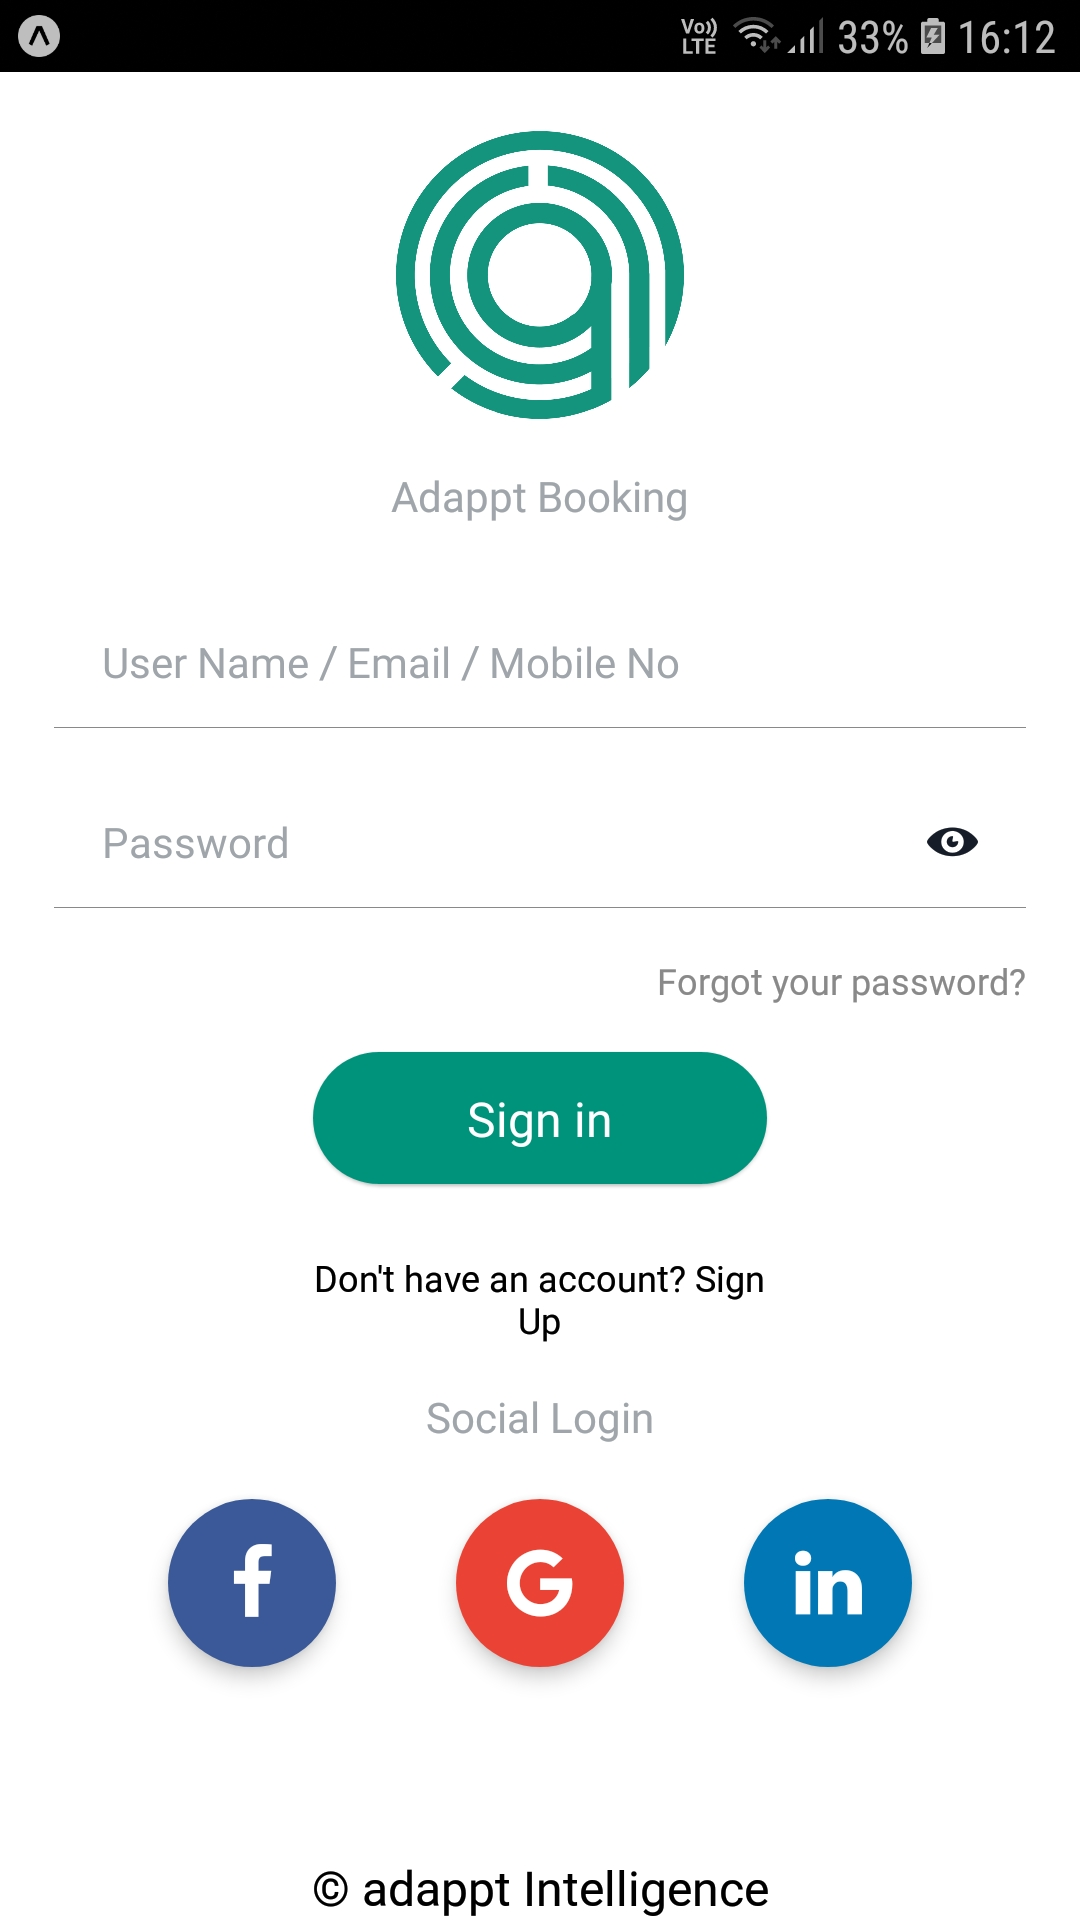 Vo)) LTE 33% 16:12
Adappt Booking
User Name / Email / Mobile No
Password
Forgot your password?
Sign in
Don't have an account? Sign
Up
Social Login
f G in
© adappt Intelligence